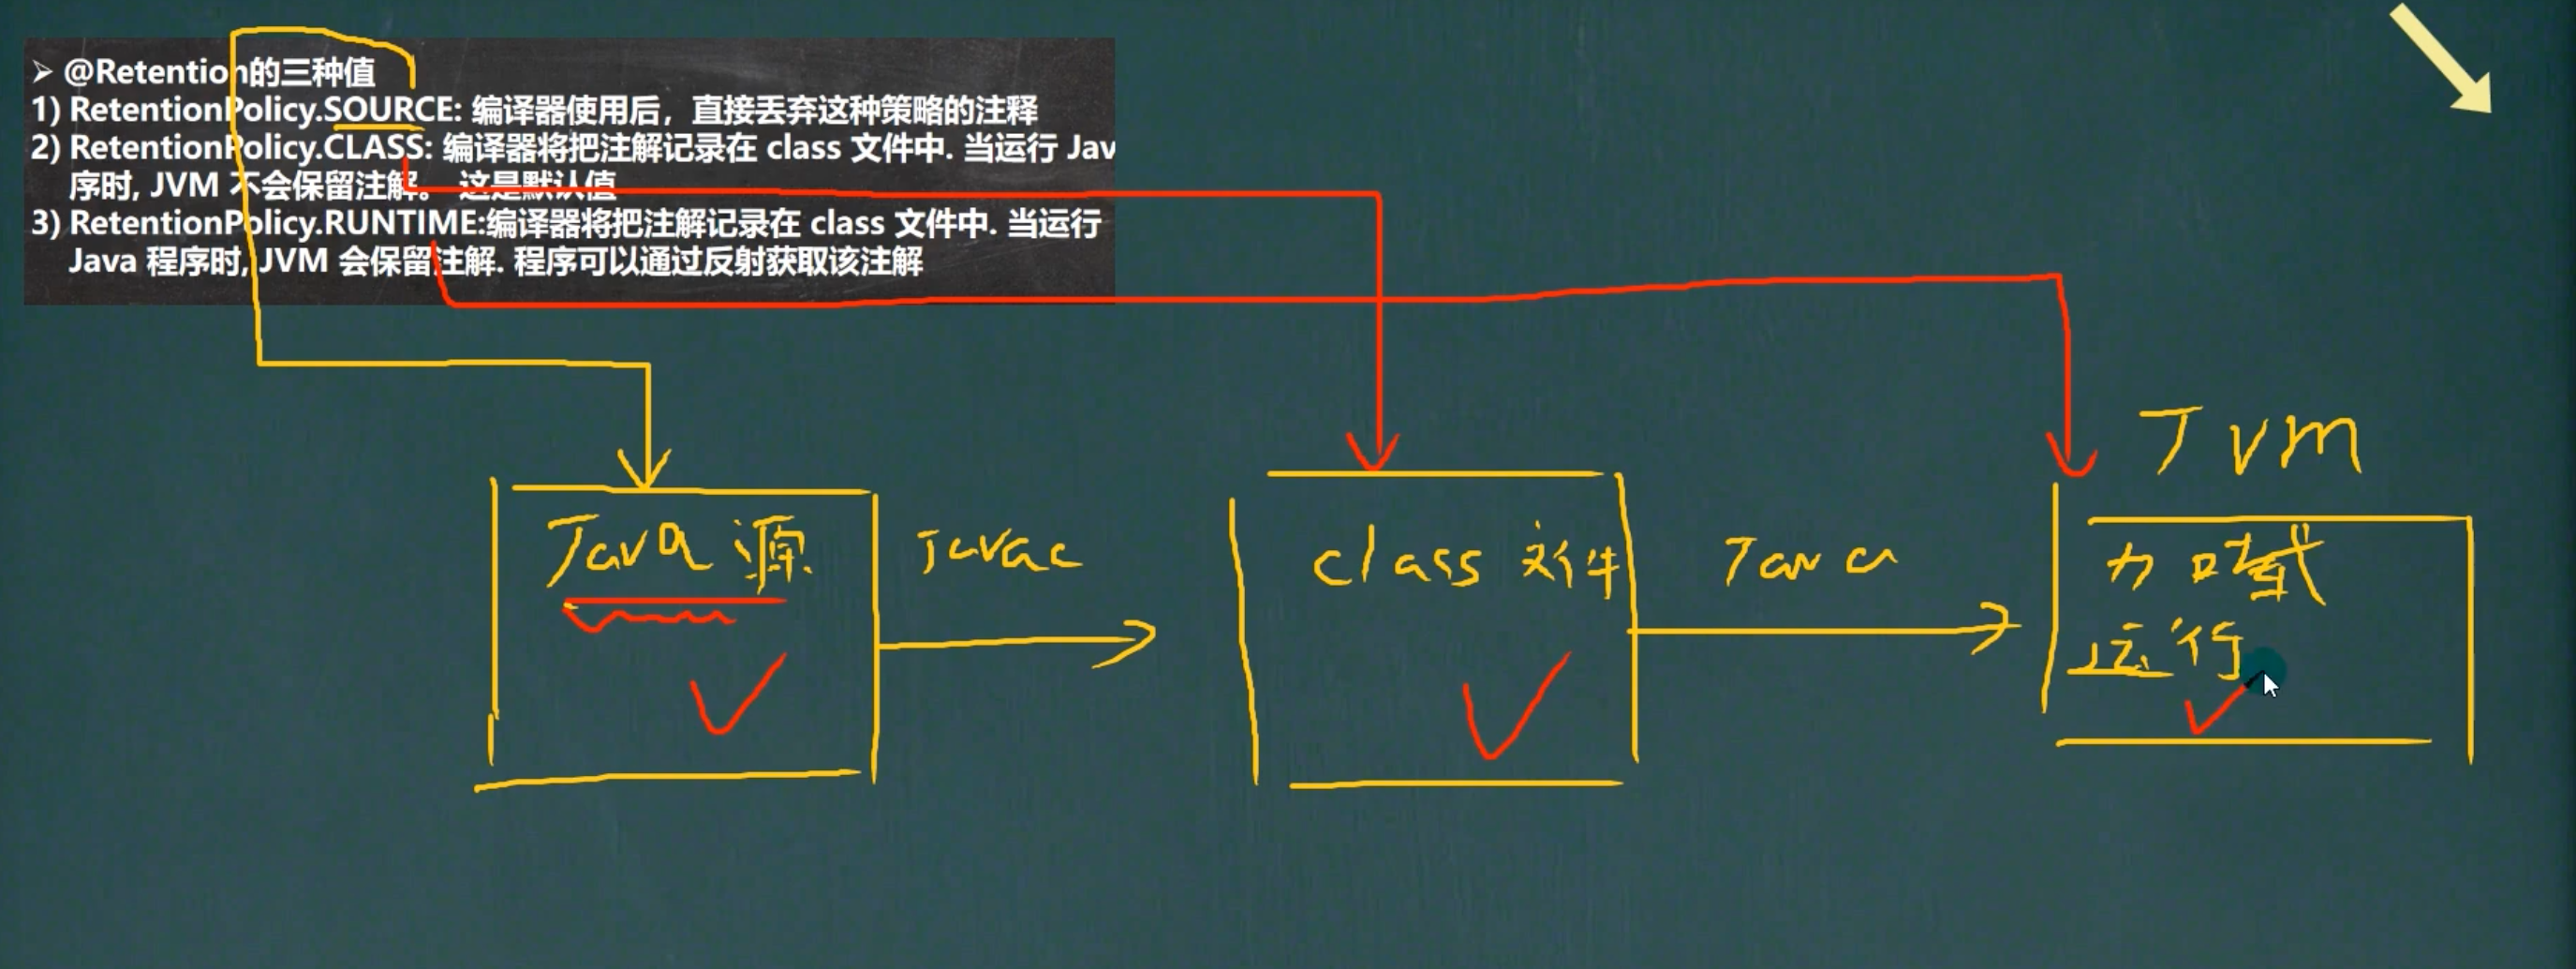 ➢ @Retention的三种值
1) RetentionPolicy.SOURCE: 编译器使用后，直接丢弃这种策略的注释
2) RetentionPolicy.CLASS: 编译器将把注解记录在 class 文件中. 当运行 Jav
序时, JVM 不会保留注解。 这是默认值
3) RetentionPolicy.RUNTIME:编译器将把注解记录在 class 文件中. 当运行
Java 程序时, JVM 会保留注解. 程序可以通过反射获取该注解
Jvm
Java 源
Javac
class 文件
Java
加载
运行